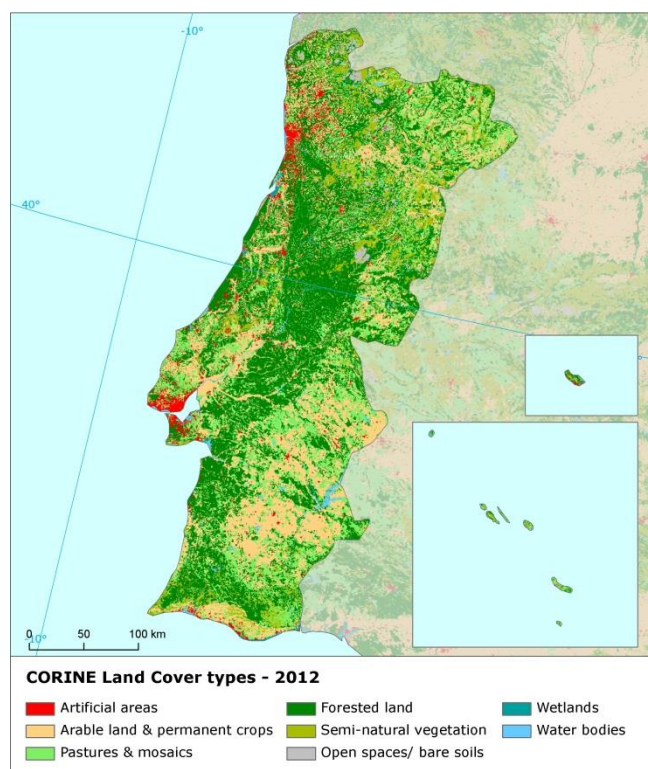 -10°
40°
-10°
0 50 100 km
CORINE Land Cover types - 2012
Artificial areas
Forested land
Wetlands
Arable land & permanent crops
Semi-natural vegetation
Water bodies
Pastures & mosaics
Open spaces/ bare soils